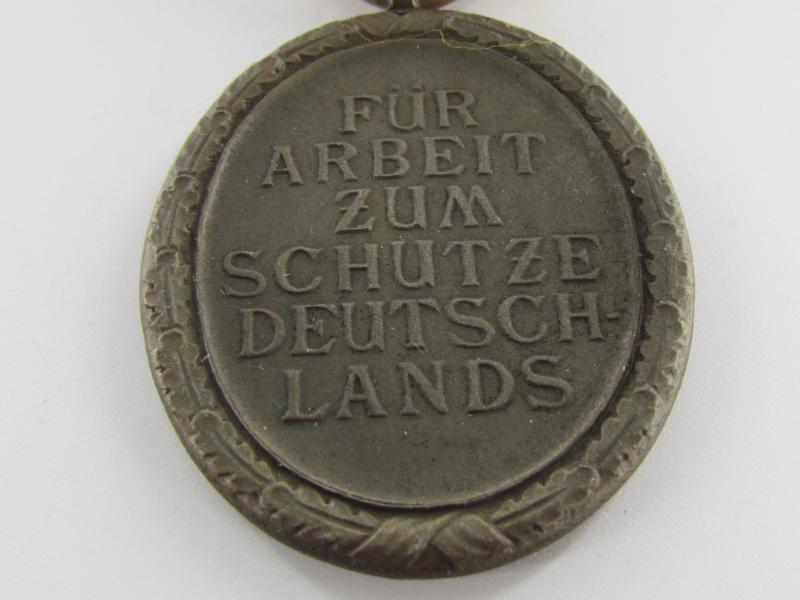 FÜR
ARBEIT
ZUM
SCHUTZE
DEUTSCH-
LANDS